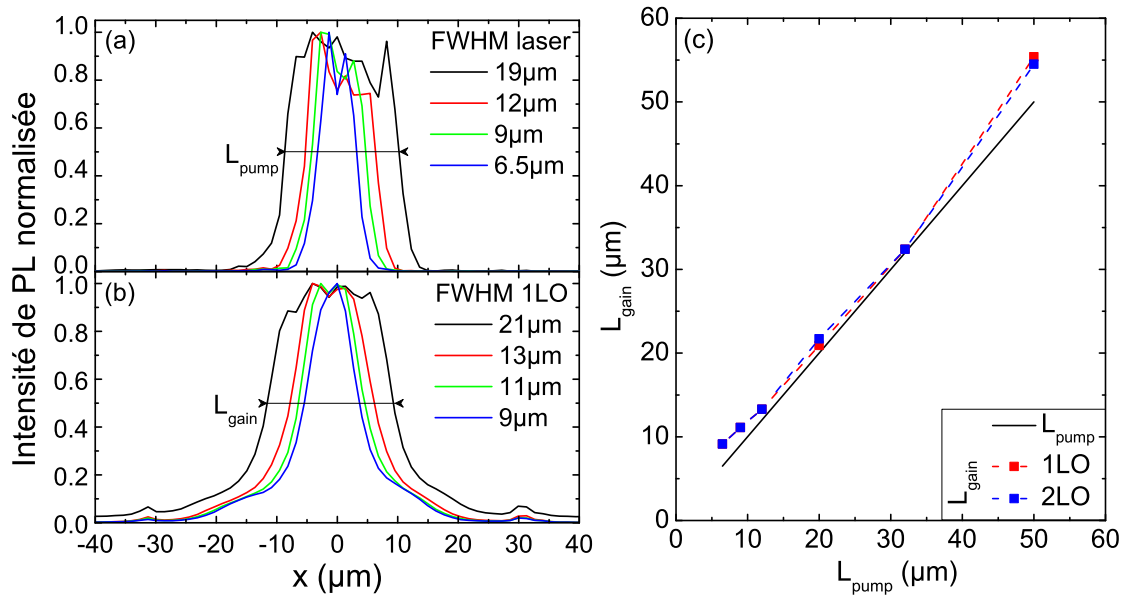 (a)
FWHM laser
19µm
12µm
9µm
6.5µm
L_pump
1.0
0.8
0.6
0.4
0.2
0.0
Intensité de PL normalisée
(b)
FWHM 1LO
21µm
13µm
11µm
9µm
L_gain
1.0
0.8
0.6
0.4
0.2
0.0
-40 -30 -20 -10 0 10 20 30 40
x (µm)
(c)
60
50
40
30
20
10
0
L_gain (µm)
L_pump
L_gain
1LO
2LO
0 10 20 30 40 50 60
L_pump (µm)